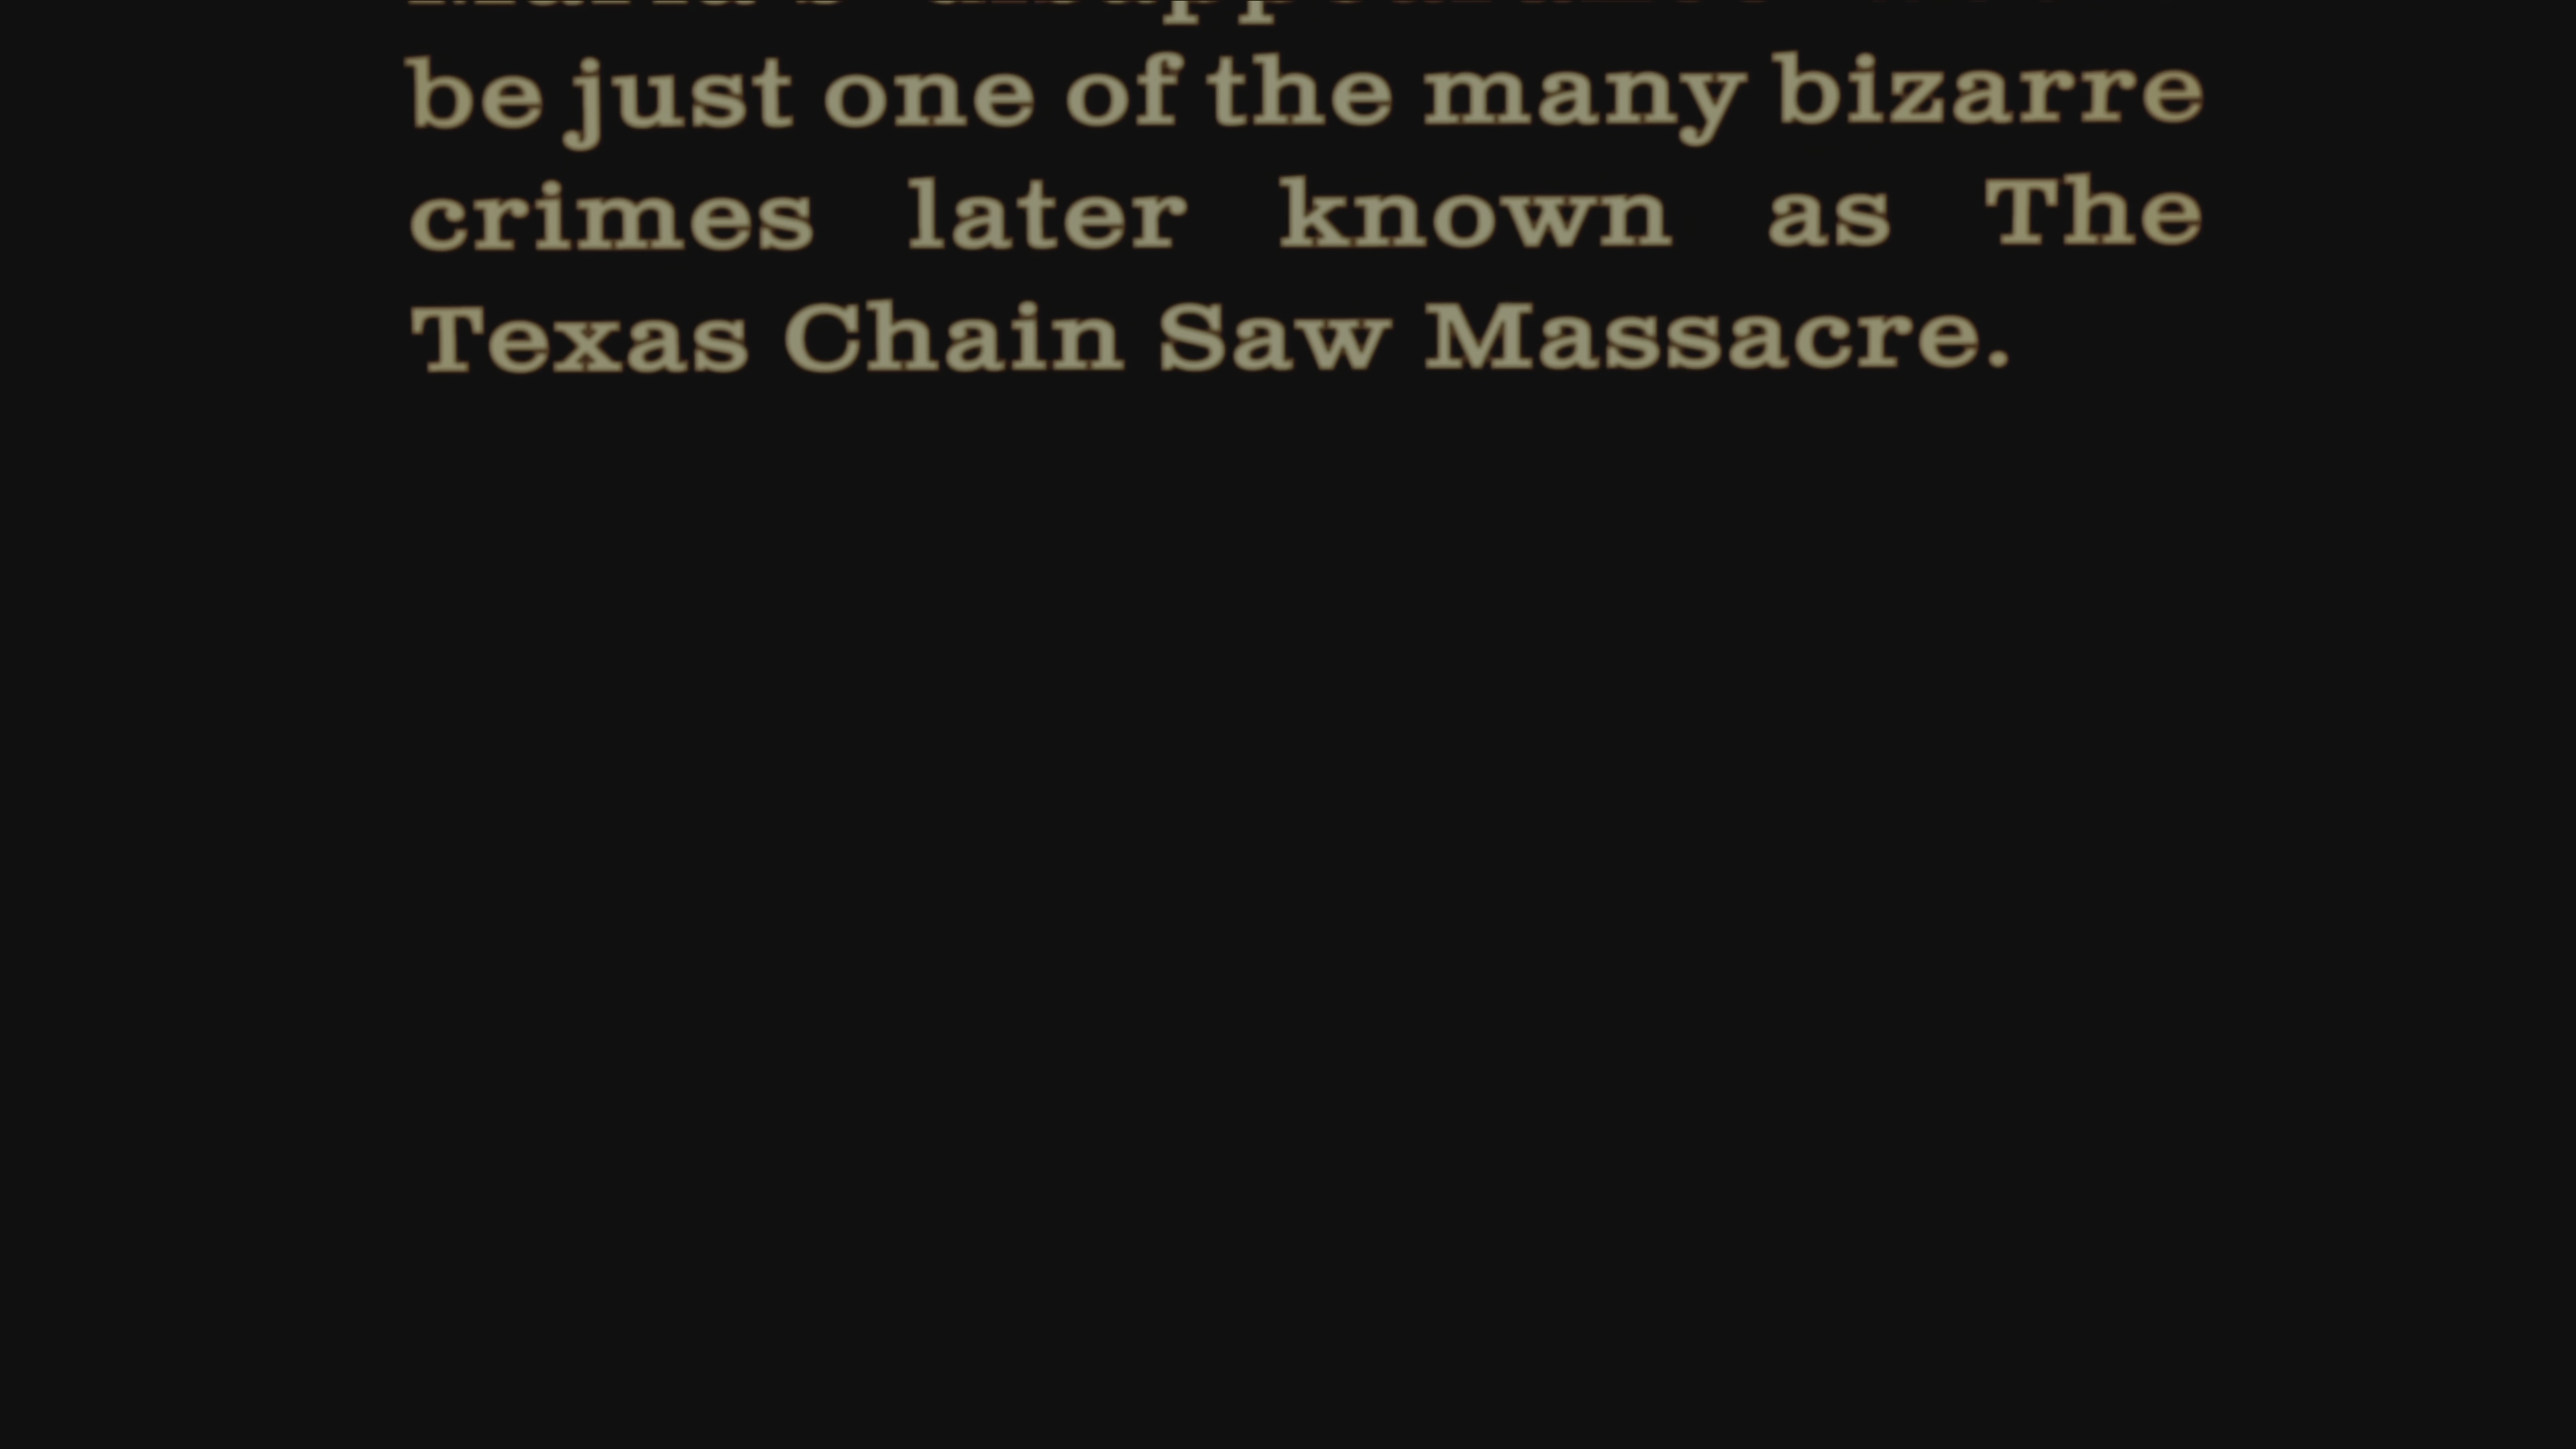 be just one of the many bizarre
crimes later known as The
Texas Chain Saw Massacre.